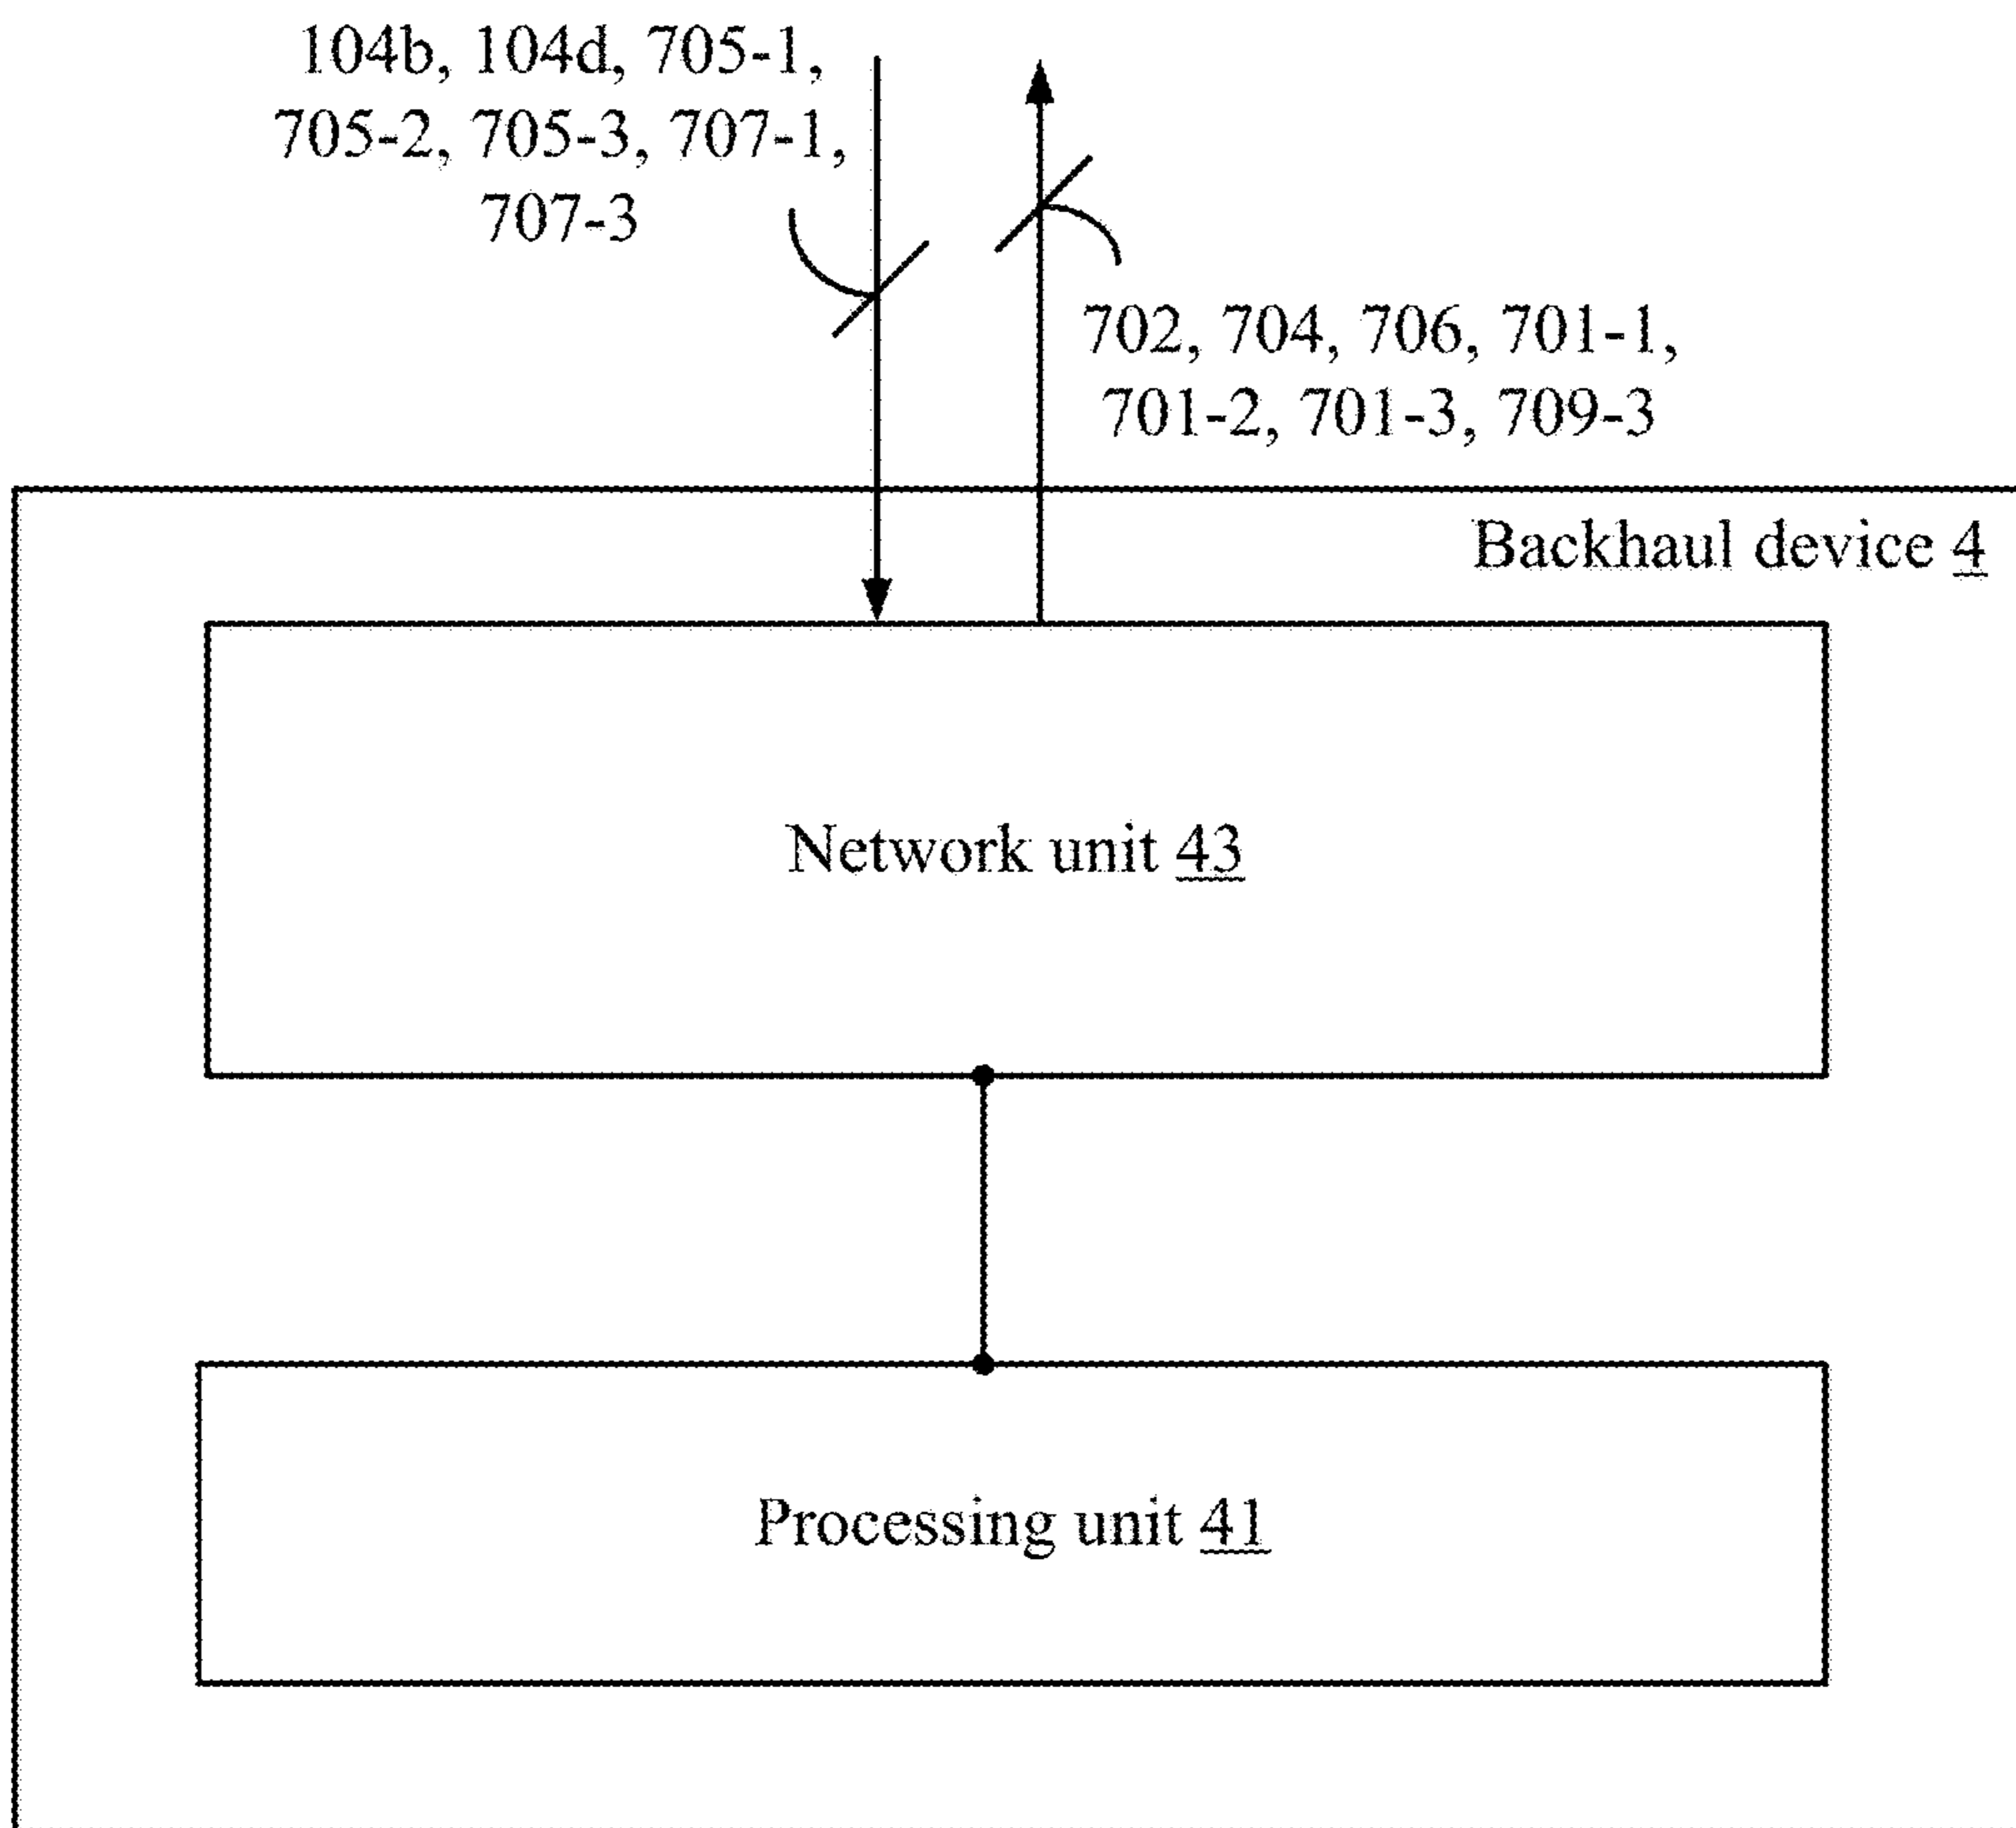 104b, 104d, 705-1,
705-2, 705-3, 707-1,
707-3
702, 704, 706, 701-1,
701-2, 701-3, 709-3
Backhaul device 4
Network unit 43
Processing unit 41